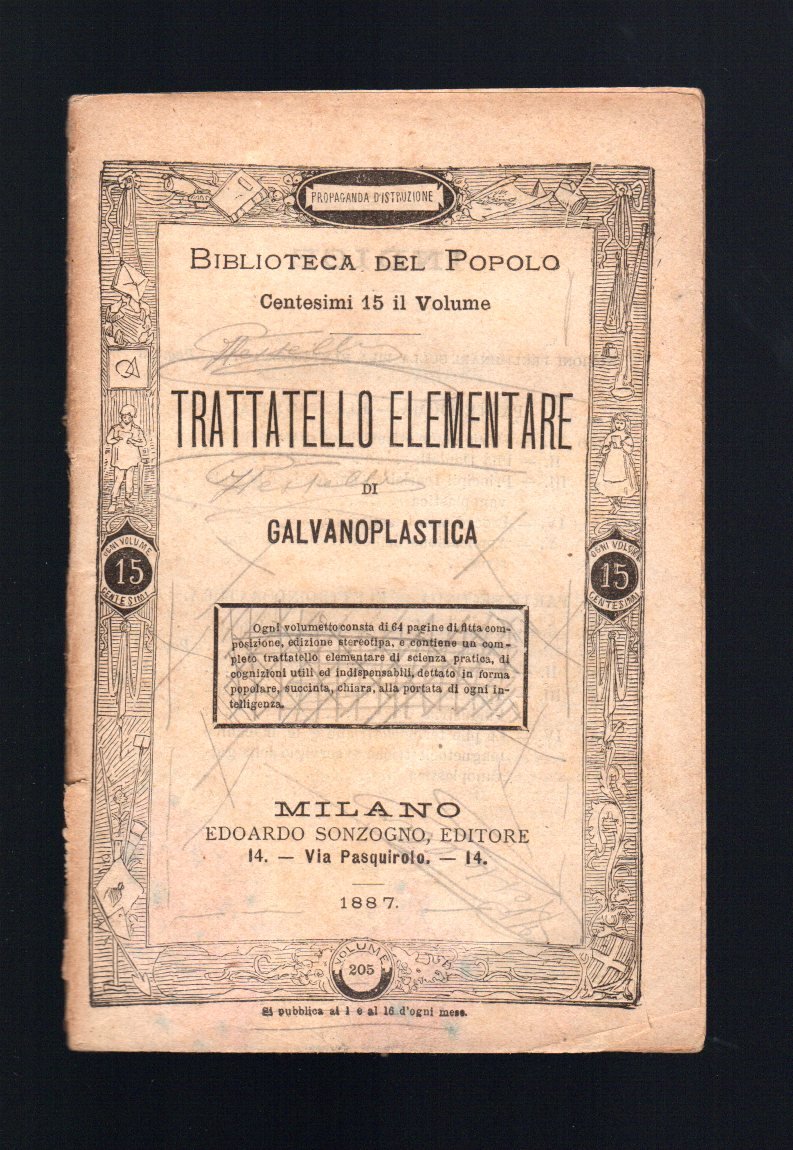 PROPAGANDA D'ISTRUZIONE
BIBLIOTECA DEL POPOLO
Centesimi 15 il Volume
TRATTATELLO ELEMENTARE
DI
GALVANOPLASTICA
OGNI VOLUME
15
CENTESIMI
OGNI VOLUME
15
CENTESIMI
Ogni volumetto consta di 64 pagine di fitta com-
posizione, edizione stereotipa, e contiene un com-
pleto trattatello elementare di scienza pratica, di
cognizioni utili ed indispensabili, dettato in forma
popolare, succinta, chiara, alla portata di ogni in-
telligenza.
MILANO
EDOARDO SONZOGNO, EDITORE
14. — Via Pasquirolo. — 14.
1887.
VOLUME
205
Si pubblica al 1 e al 16 d'ogni mese.